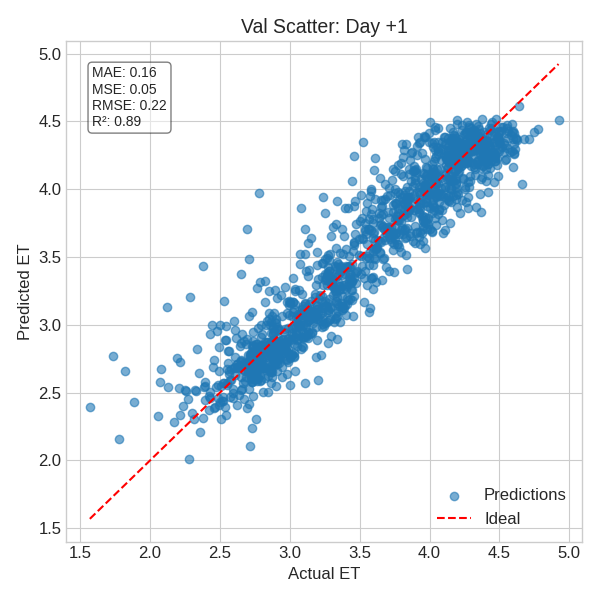 Val Scatter: Day +1
MAE: 0.16
MSE: 0.05
RMSE: 0.22
R²: 0.89
5.0
4.5
4.0
3.5
3.0
2.5
2.0
1.5
Predicted ET
Predictions
Ideal
1.5 2.0 2.5 3.0 3.5 4.0 4.5 5.0
Actual ET